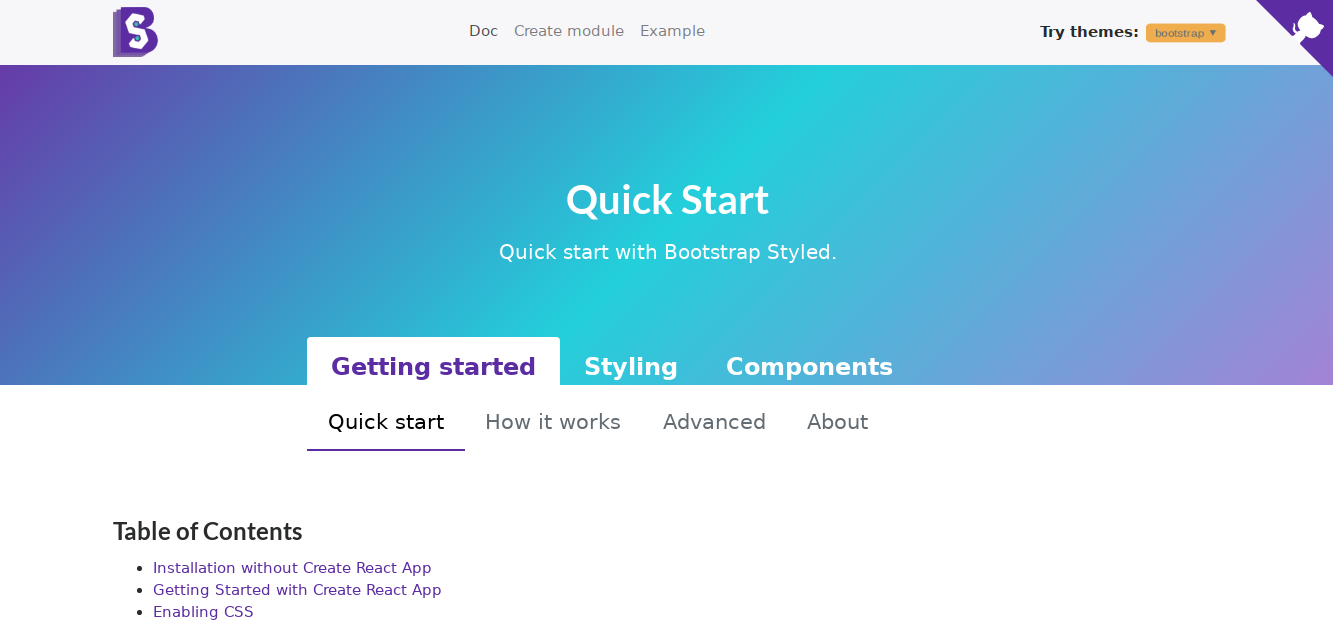 Doc Create module Example Try themes: bootstrap ▼
Quick Start
Quick start with Bootstrap Styled.
Getting started Styling Components
Quick start How it works Advanced About
Table of Contents
Installation without Create React App
Getting Started with Create React App
Enabling CSS